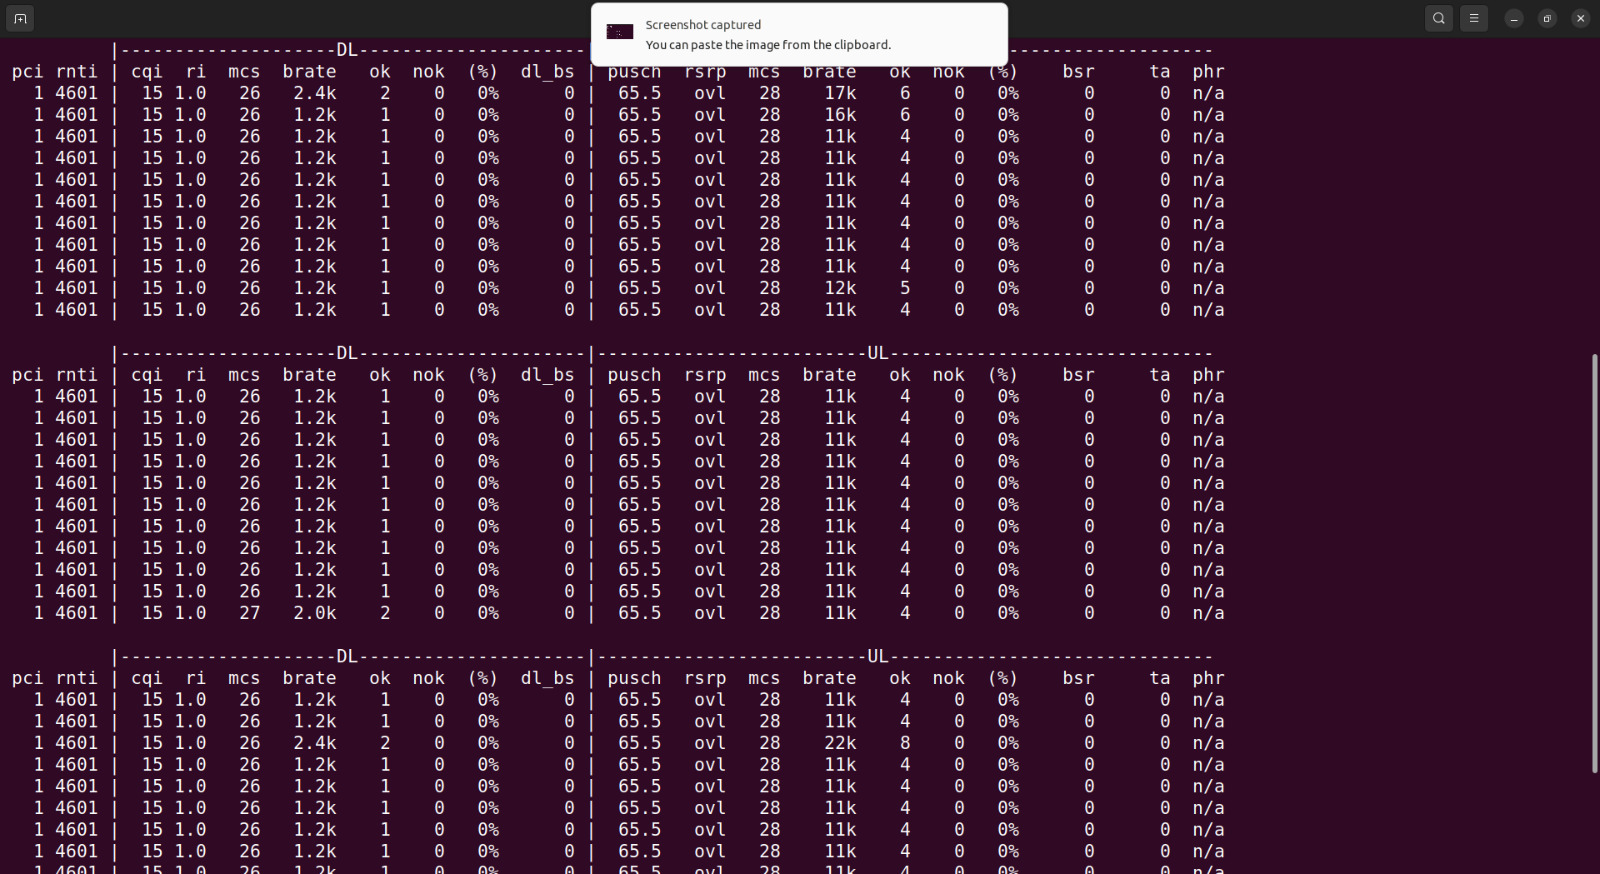 Screenshot captured
You can paste the image from the clipboard.
|--------------------DL---------------------|-----------------------------
pci rnti | cqi ri mcs brate ok nok (%) dl_bs | pusch rsrp mcs brate ok nok (%) bsr ta phr
1 4601 | 15 1.0 26 2.4k 2 0 0% 0 | 65.5 ovl 28 17k 6 0 0% 0 0 n/a
1 4601 | 15 1.0 26 1.2k 1 0 0% 0 | 65.5 ovl 28 16k 6 0 0% 0 0 n/a
1 4601 | 15 1.0 26 1.2k 1 0 0% 0 | 65.5 ovl 28 11k 4 0 0% 0 0 n/a
1 4601 | 15 1.0 26 1.2k 1 0 0% 0 | 65.5 ovl 28 11k 4 0 0% 0 0 n/a
1 4601 | 15 1.0 26 1.2k 1 0 0% 0 | 65.5 ovl 28 11k 4 0 0% 0 0 n/a
1 4601 | 15 1.0 26 1.2k 1 0 0% 0 | 65.5 ovl 28 11k 4 0 0% 0 0 n/a
1 4601 | 15 1.0 26 1.2k 1 0 0% 0 | 65.5 ovl 28 11k 4 0 0% 0 0 n/a
1 4601 | 15 1.0 26 1.2k 1 0 0% 0 | 65.5 ovl 28 11k 4 0 0% 0 0 n/a
1 4601 | 15 1.0 26 1.2k 1 0 0% 0 | 65.5 ovl 28 11k 4 0 0% 0 0 n/a
1 4601 | 15 1.0 26 1.2k 1 0 0% 0 | 65.5 ovl 28 12k 5 0 0% 0 0 n/a
1 4601 | 15 1.0 26 1.2k 1 0 0% 0 | 65.5 ovl 28 11k 4 0 0% 0 0 n/a
|--------------------DL---------------------|-------------------------UL------------------------------
pci rnti | cqi ri mcs brate ok nok (%) dl_bs | pusch rsrp mcs brate ok nok (%) bsr ta phr
1 4601 | 15 1.0 26 1.2k 1 0 0% 0 | 65.5 ovl 28 11k 4 0 0% 0 0 n/a
1 4601 | 15 1.0 26 1.2k 1 0 0% 0 | 65.5 ovl 28 11k 4 0 0% 0 0 n/a
1 4601 | 15 1.0 26 1.2k 1 0 0% 0 | 65.5 ovl 28 11k 4 0 0% 0 0 n/a
1 4601 | 15 1.0 26 1.2k 1 0 0% 0 | 65.5 ovl 28 11k 4 0 0% 0 0 n/a
1 4601 | 15 1.0 26 1.2k 1 0 0% 0 | 65.5 ovl 28 11k 4 0 0% 0 0 n/a
1 4601 | 15 1.0 26 1.2k 1 0 0% 0 | 65.5 ovl 28 11k 4 0 0% 0 0 n/a
1 4601 | 15 1.0 26 1.2k 1 0 0% 0 | 65.5 ovl 28 11k 4 0 0% 0 0 n/a
1 4601 | 15 1.0 26 1.2k 1 0 0% 0 | 65.5 ovl 28 11k 4 0 0% 0 0 n/a
1 4601 | 15 1.0 26 1.2k 1 0 0% 0 | 65.5 ovl 28 11k 4 0 0% 0 0 n/a
1 4601 | 15 1.0 26 1.2k 1 0 0% 0 | 65.5 ovl 28 11k 4 0 0% 0 0 n/a
1 4601 | 15 1.0 27 2.0k 2 0 0% 0 | 65.5 ovl 28 11k 4 0 0% 0 0 n/a
|--------------------DL---------------------|-------------------------UL------------------------------
pci rnti | cqi ri mcs brate ok nok (%) dl_bs | pusch rsrp mcs brate ok nok (%) bsr ta phr
1 4601 | 15 1.0 26 1.2k 1 0 0% 0 | 65.5 ovl 28 11k 4 0 0% 0 0 n/a
1 4601 | 15 1.0 26 1.2k 1 0 0% 0 | 65.5 ovl 28 11k 4 0 0% 0 0 n/a
1 4601 | 15 1.0 26 2.4k 2 0 0% 0 | 65.5 ovl 28 22k 8 0 0% 0 0 n/a
1 4601 | 15 1.0 26 1.2k 1 0 0% 0 | 65.5 ovl 28 11k 4 0 0% 0 0 n/a
1 4601 | 15 1.0 26 1.2k 1 0 0% 0 | 65.5 ovl 28 11k 4 0 0% 0 0 n/a
1 4601 | 15 1.0 26 1.2k 1 0 0% 0 | 65.5 ovl 28 11k 4 0 0% 0 0 n/a
1 4601 | 15 1.0 26 1.2k 1 0 0% 0 | 65.5 ovl 28 11k 4 0 0% 0 0 n/a
1 4601 | 15 1.0 26 1.2k 1 0 0% 0 | 65.5 ovl 28 11k 4 0 0% 0 0 n/a
1 4601 | 15 1.0 26 1.2k 1 0 0% 0 | 65.5 ovl 28 11k 4 0 0% 0 0 n/a